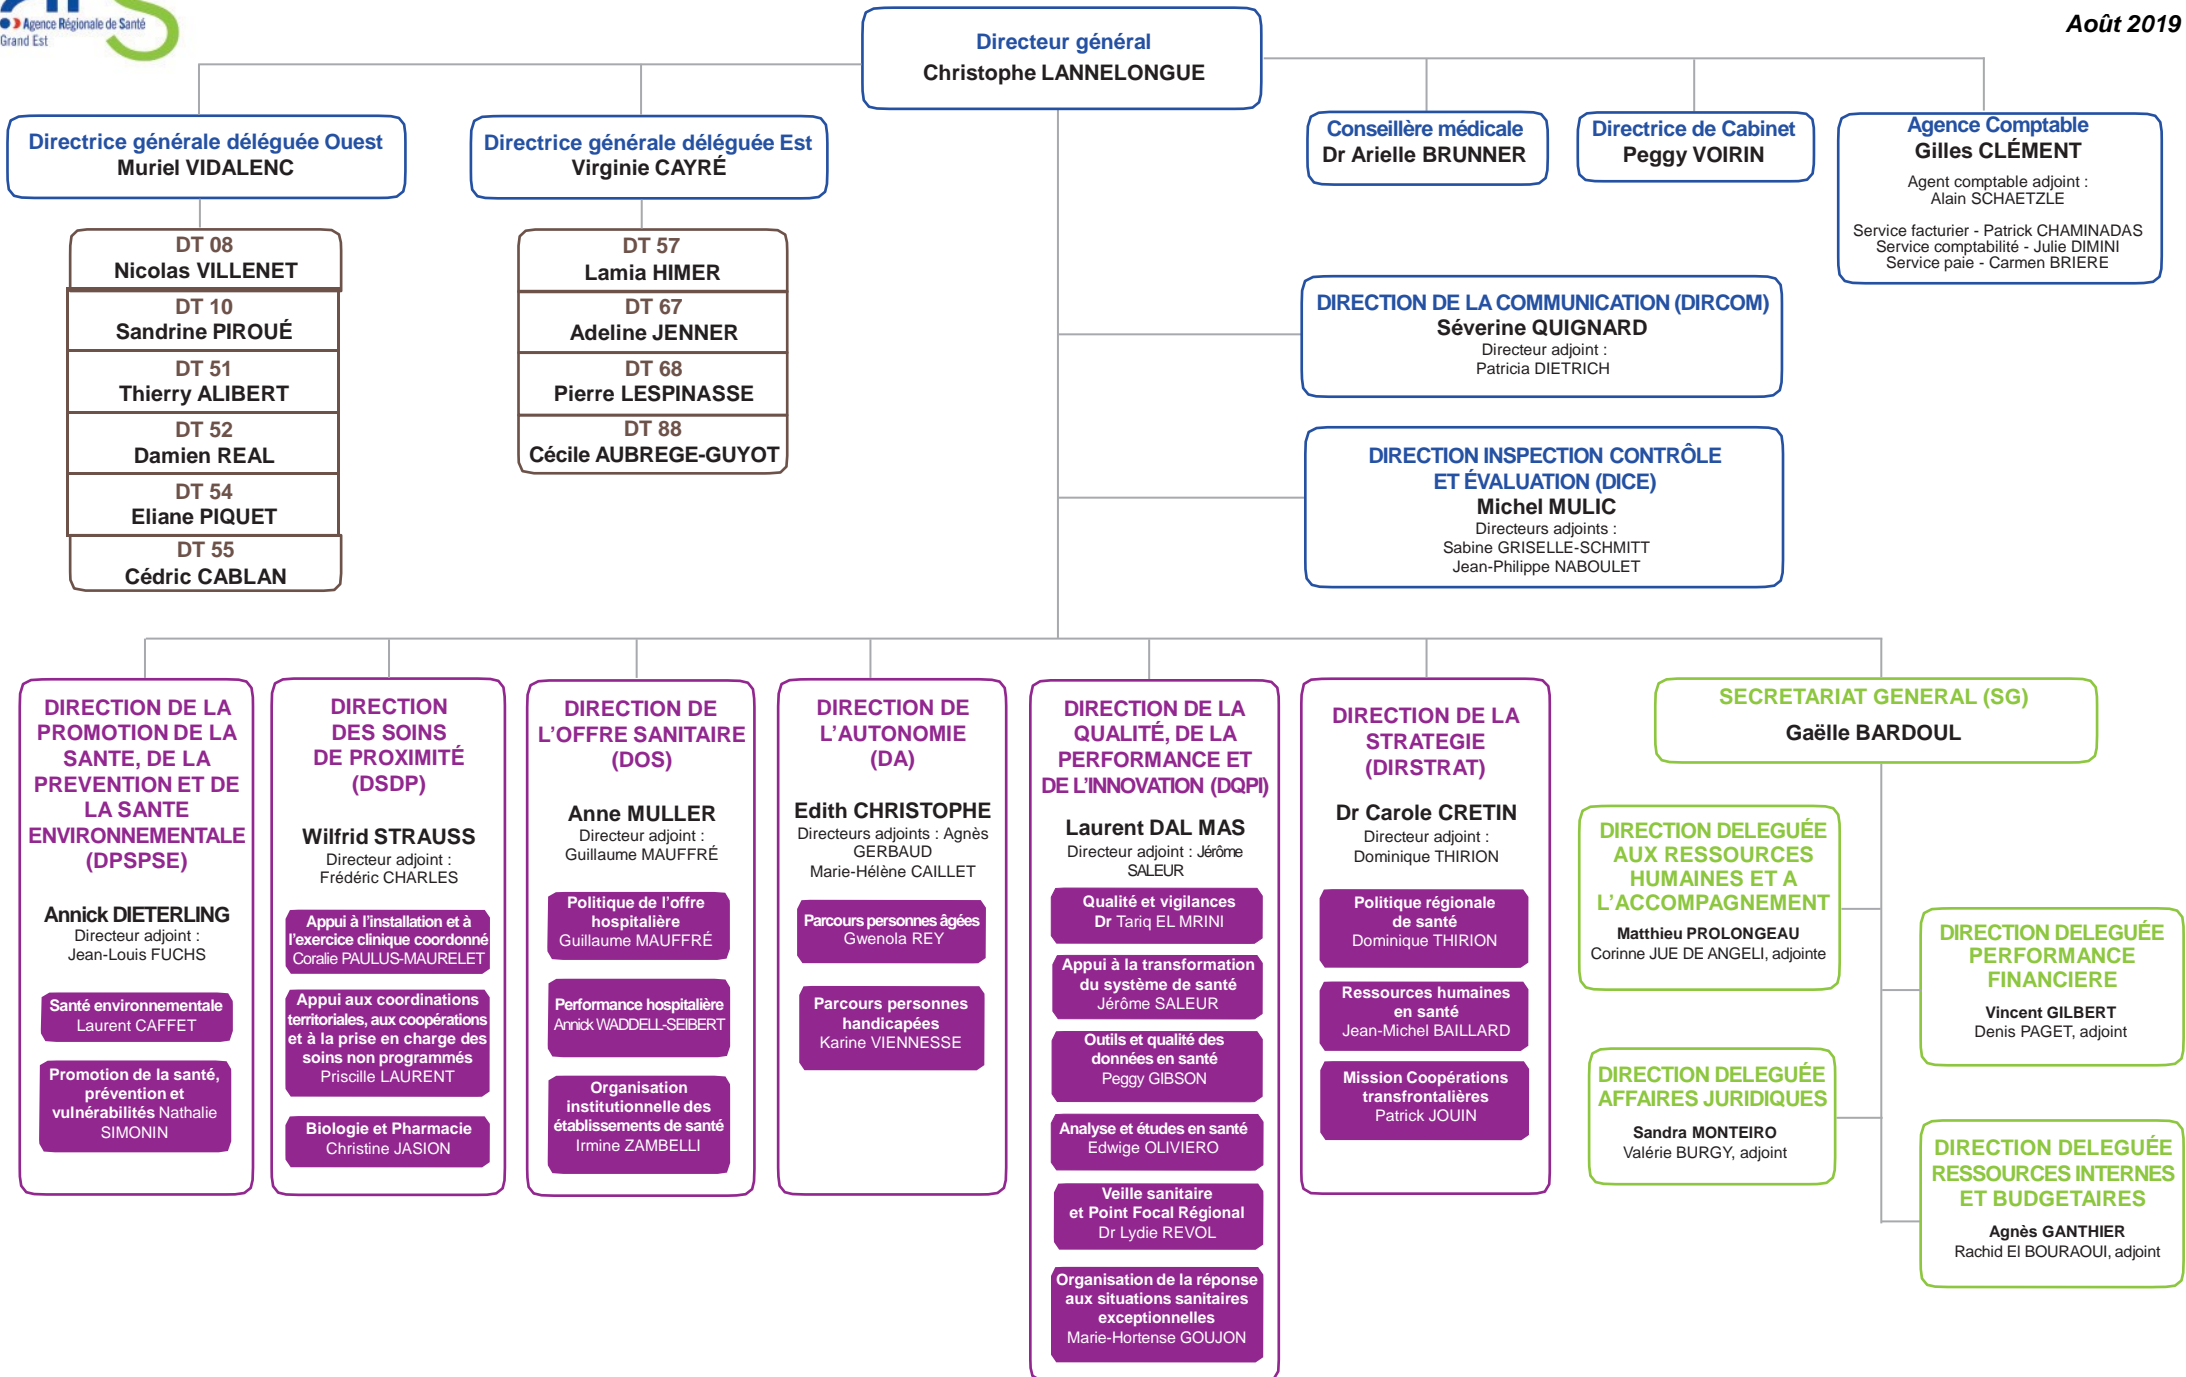 Agence Régionale de Santé
Grand Est
Août 2019
Directeur général
Christophe LANNELONGUE
Directrice générale déléguée Ouest
Muriel VIDALENC
Directrice générale déléguée Est
Virginie CAYRÉ
Conseillère médicale
Dr Arielle BRUNNER
Directrice de Cabinet
Peggy VOIRIN
Agence Comptable
Gilles CLÉMENT
Agent comptable adjoint :
Alain SCHAETZLE
Service facturier - Patrick CHAMINADAS
Service comptabilité - Julie DIMINI
Service paie - Carmen BRIERE
DT 08
Nicolas VILLENET
DT 10
Sandrine PIROUÉ
DT 51
Thierry ALIBERT
DT 52
Damien REAL
DT 54
Eliane PIQUET
DT 55
Cédric CABLAN
DT 57
Lamia HIMER
DT 67
Adeline JENNER
DT 68
Pierre LESPINASSE
DT 88
Cécile AUBREGE-GUYOT
DIRECTION DE LA COMMUNICATION (DIRCOM)
Séverine QUIGNARD
Directeur adjoint :
Patricia DIETRICH
DIRECTION INSPECTION CONTRÔLE
ET ÉVALUATION (DICE)
Michel MULIC
Directeurs adjoints :
Sabine GRISELLE-SCHMITT
Jean-Philippe NABOULET
DIRECTION DE LA
PROMOTION DE LA
SANTE, DE LA
PREVENTION ET DE
LA SANTE
ENVIRONNEMENTALE
(DPSPSE)
Annick DIETERLING
Directeur adjoint :
Jean-Louis FUCHS
Santé environnementale
Laurent CAFFET
Promotion de la santé,
prévention et
vulnérabilités Nathalie
SIMONIN
DIRECTION
DES SOINS
DE PROXIMITÉ
(DSDP)
Wilfrid STRAUSS
Directeur adjoint :
Frédéric CHARLES
Appui à l'installation et à
l'exercice clinique coordonné
Coralie PAULUS-MAURELET
Appui aux coordinations
territoriales, aux coopérations
et à la prise en charge des
soins non programmés
Priscille LAURENT
Biologie et Pharmacie
Christine JASION
DIRECTION DE
L'OFFRE SANITAIRE
(DOS)
Anne MULLER
Directeur adjoint :
Guillaume MAUFFRÉ
Politique de l'offre
hospitalière
Guillaume MAUFFRÉ
Performance hospitalière
Annick WADDELL-SEIBERT
Organisation
institutionnelle des
établissements de santé
Irmine ZAMBELLI
DIRECTION DE
L'AUTONOMIE
(DA)
Edith CHRISTOPHE
Directeurs adjoints : Agnès
GERBAUD
Marie-Hélène CAILLET
Parcours personnes âgées
Gwenola REY
Parcours personnes
handicapées
Karine VIENNESSE
DIRECTION DE LA
QUALITÉ, DE LA
PERFORMANCE ET
DE L'INNOVATION (DQPI)
Laurent DAL MAS
Directeur adjoint : Jérôme
SALEUR
Qualité et vigilances
Dr Tariq EL MRINI
Appui à la transformation
du système de santé
Jérôme SALEUR
Outils et qualité des
données en santé
Peggy GIBSON
Analyse et études en santé
Edwige OLIVIERO
Veille sanitaire
et Point Focal Régional
Dr Lydie REVOL
Organisation de la réponse
aux situations sanitaires
exceptionnelles
Marie-Hortense GOUJON
DIRECTION DE LA
STRATEGIE
(DIRSTRAT)
Dr Carole CRETIN
Directeur adjoint :
Dominique THIRION
Politique régionale
de santé
Dominique THIRION
Ressources humaines
en santé
Jean-Michel BAILLARD
Mission Coopérations
transfrontalières
Patrick JOUIN
SECRETARIAT GENERAL (SG)
Gaëlle BARDOUL
DIRECTION DELEGUÉE
AUX RESSOURCES
HUMAINES ET A
L'ACCOMPAGNEMENT
Matthieu PROLONGEAU
Corinne JUE DE ANGELI, adjointe
DIRECTION DELEGUÉE
PERFORMANCE
FINANCIERE
Vincent GILBERT
Denis PAGET, adjoint
DIRECTION DELEGUÉE
AFFAIRES JURIDIQUES
Sandra MONTEIRO
Valérie BURGY, adjoint
DIRECTION DELEGUÉE
RESSOURCES INTERNES
ET BUDGETAIRES
Agnès GANTHIER
Rachid El BOURAOUI, adjoint